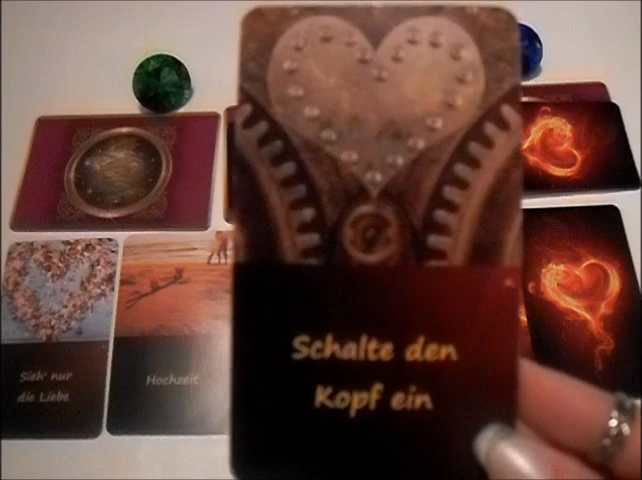 Schalte den
Kopf ein
Sieh' nur
die Liebe
Hochzeit